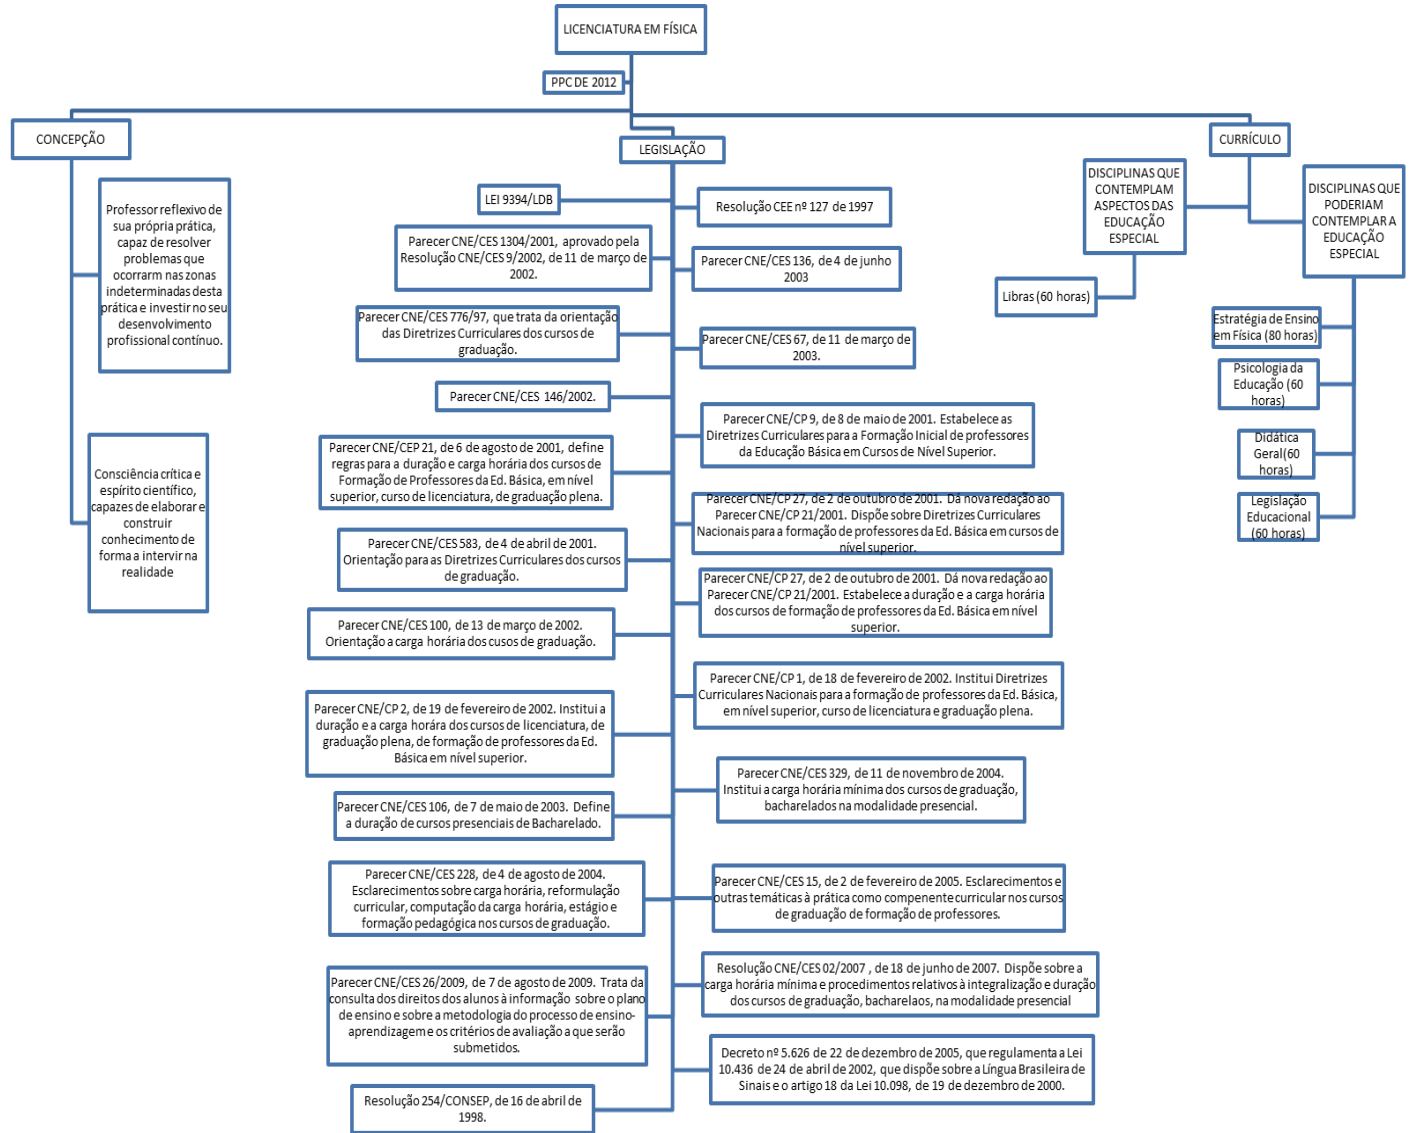 LICENCIATURA EM FÍSICA
PPC DE 2012
CONCEPÇÃO
Professor reflexivo de
sua própria prática,
capaz de resolver
problemas que
ocorrarm nas zonas
indeterminadas desta
prática e investir no seu
desenvolvimento
profissional contínuo.
Consciência crítica e
espírito científico,
capazes de elaborar e
construir
conhecimento de
forma a intervir na
realidade
LEGISLAÇÃO
LEI 9394/LDB
Resolução CEE nº 127 de 1997
Parecer CNE/CES 1304/2001, aprovado pela
Resolução CNE/CES 9/2002, de 11 de março de
2002.
Parecer CNE/CES 136, de 4 de junho
2003
Parecer CNE/CES 776/97, que trata da orientação
das Diretrizes Curriculares dos cursos de
graduação.
Parecer CNE/CES 67, de 11 de março de
2003.
Parecer CNE/CES 146/2002.
Parecer CNE/CP 9, de 8 de maio de 2001. Estabelece as
Diretrizes Curriculares para a Formação Inicial de professores
da Educação Básica em Cursos de Nível Superior.
Parecer CNE/CEP 21, de 6 de agosto de 2001, define
regras para a duração e carga horária dos cursos de
Formação de Professores da Ed. Básica, em nível
superior, curso de licenciatura, de graduação plena.
Parecer CNE/CP 27, de 2 de outubro de 2001. Dá nova redação ao
Parecer CNE/CP 21/2001. Dispõe sobre Diretrizes Curriculares
Nacionais para a formação de professores da Ed. Básica em cursos de
nível superior.
Parecer CNE/CES 583, de 4 de abril de 2001.
Orientação para as Diretrizes Curriculares dos cursos
de graduação.
Parecer CNE/CP 27, de 2 de outubro de 2001. Dá nova redação ao
Parecer CNE/CP 21/2001. Estabelece a duração e a carga horária
dos cursos de formação de professores da Ed. Básica em nível
superior.
Parecer CNE/CES 100, de 13 de março de 2002.
Orientação a carga horária dos cusos de graduação.
Parecer CNE/CP 1, de 18 de fevereiro de 2002. Institui Diretrizes
Curriculares Nacionais para a formação de professores da Ed. Básica,
em nível superior, curso de licenciatura e graduação plena.
Parecer CNE/CP 2, de 19 de fevereiro de 2002. Institui a
duração e a carga horára dos cursos de licenciatura, de
graduação plena, de formação de professores da Ed.
Básica em nível superior.
Parecer CNE/CES 329, de 11 de novembro de 2004.
Institui a carga horária mínima dos cursos de graduação,
bacharelados na modalidade presencial.
Parecer CNE/CES 106, de 7 de maio de 2003. Define
a duração de cursos presenciais de Bacharelado.
Parecer CNE/CES 228, de 4 de agosto de 2004.
Esclarecimentos sobre carga horária, reformulação
curricular, computação da carga horária, estágio e
formação pedagógica nos cursos de graduação.
Parecer CNE/CES 15, de 2 de fevereiro de 2005. Esclarecimentos e
outras temáticas à prática como compenente curricular nos cursos
de graduação de formação de professores.
Parecer CNE/CES 26/2009, de 7 de agosto de 2009. Trata da
consulta dos direitos dos alunos à informação sobre o plano
de ensino e sobre a metodologia do processo de ensino-
aprendizagem e os critérios de avaliação a que serão
submetidos.
Resolução CNE/CES 02/2007 , de 18 de junho de 2007. Dispõe sobre a
carga horária mínima e procedimentos relativos à integralização e duração
dos cursos de graduação, bacharelaos, na modalidade presencial
Decreto nº 5.626 de 22 de dezembro de 2005, que regulamenta a Lei
10.436 de 24 de abril de 2002, que dispõe sobre a Língua Brasileira de
Sinais e o artigo 18 da Lei 10.098, de 19 de dezembro de 2000.
Resolução 254/CONSEP, de 16 de abril de
1998.
CURRÍCULO
DISCIPLINAS QUE
CONTEMPLAM
ASPECTOS DAS
EDUCAÇÃO
ESPECIAL
Libras (60 horas)
DISCIPLINAS QUE
PODERIAM
CONTEMPLAR A
EDUCAÇÃO
ESPECIAL
Estratégia de Ensino
em Física (80 horas)
Psicologia da
Educação (60
horas)
Didática
Geral(60
horas)
Legislação
Educacional
(60 horas)